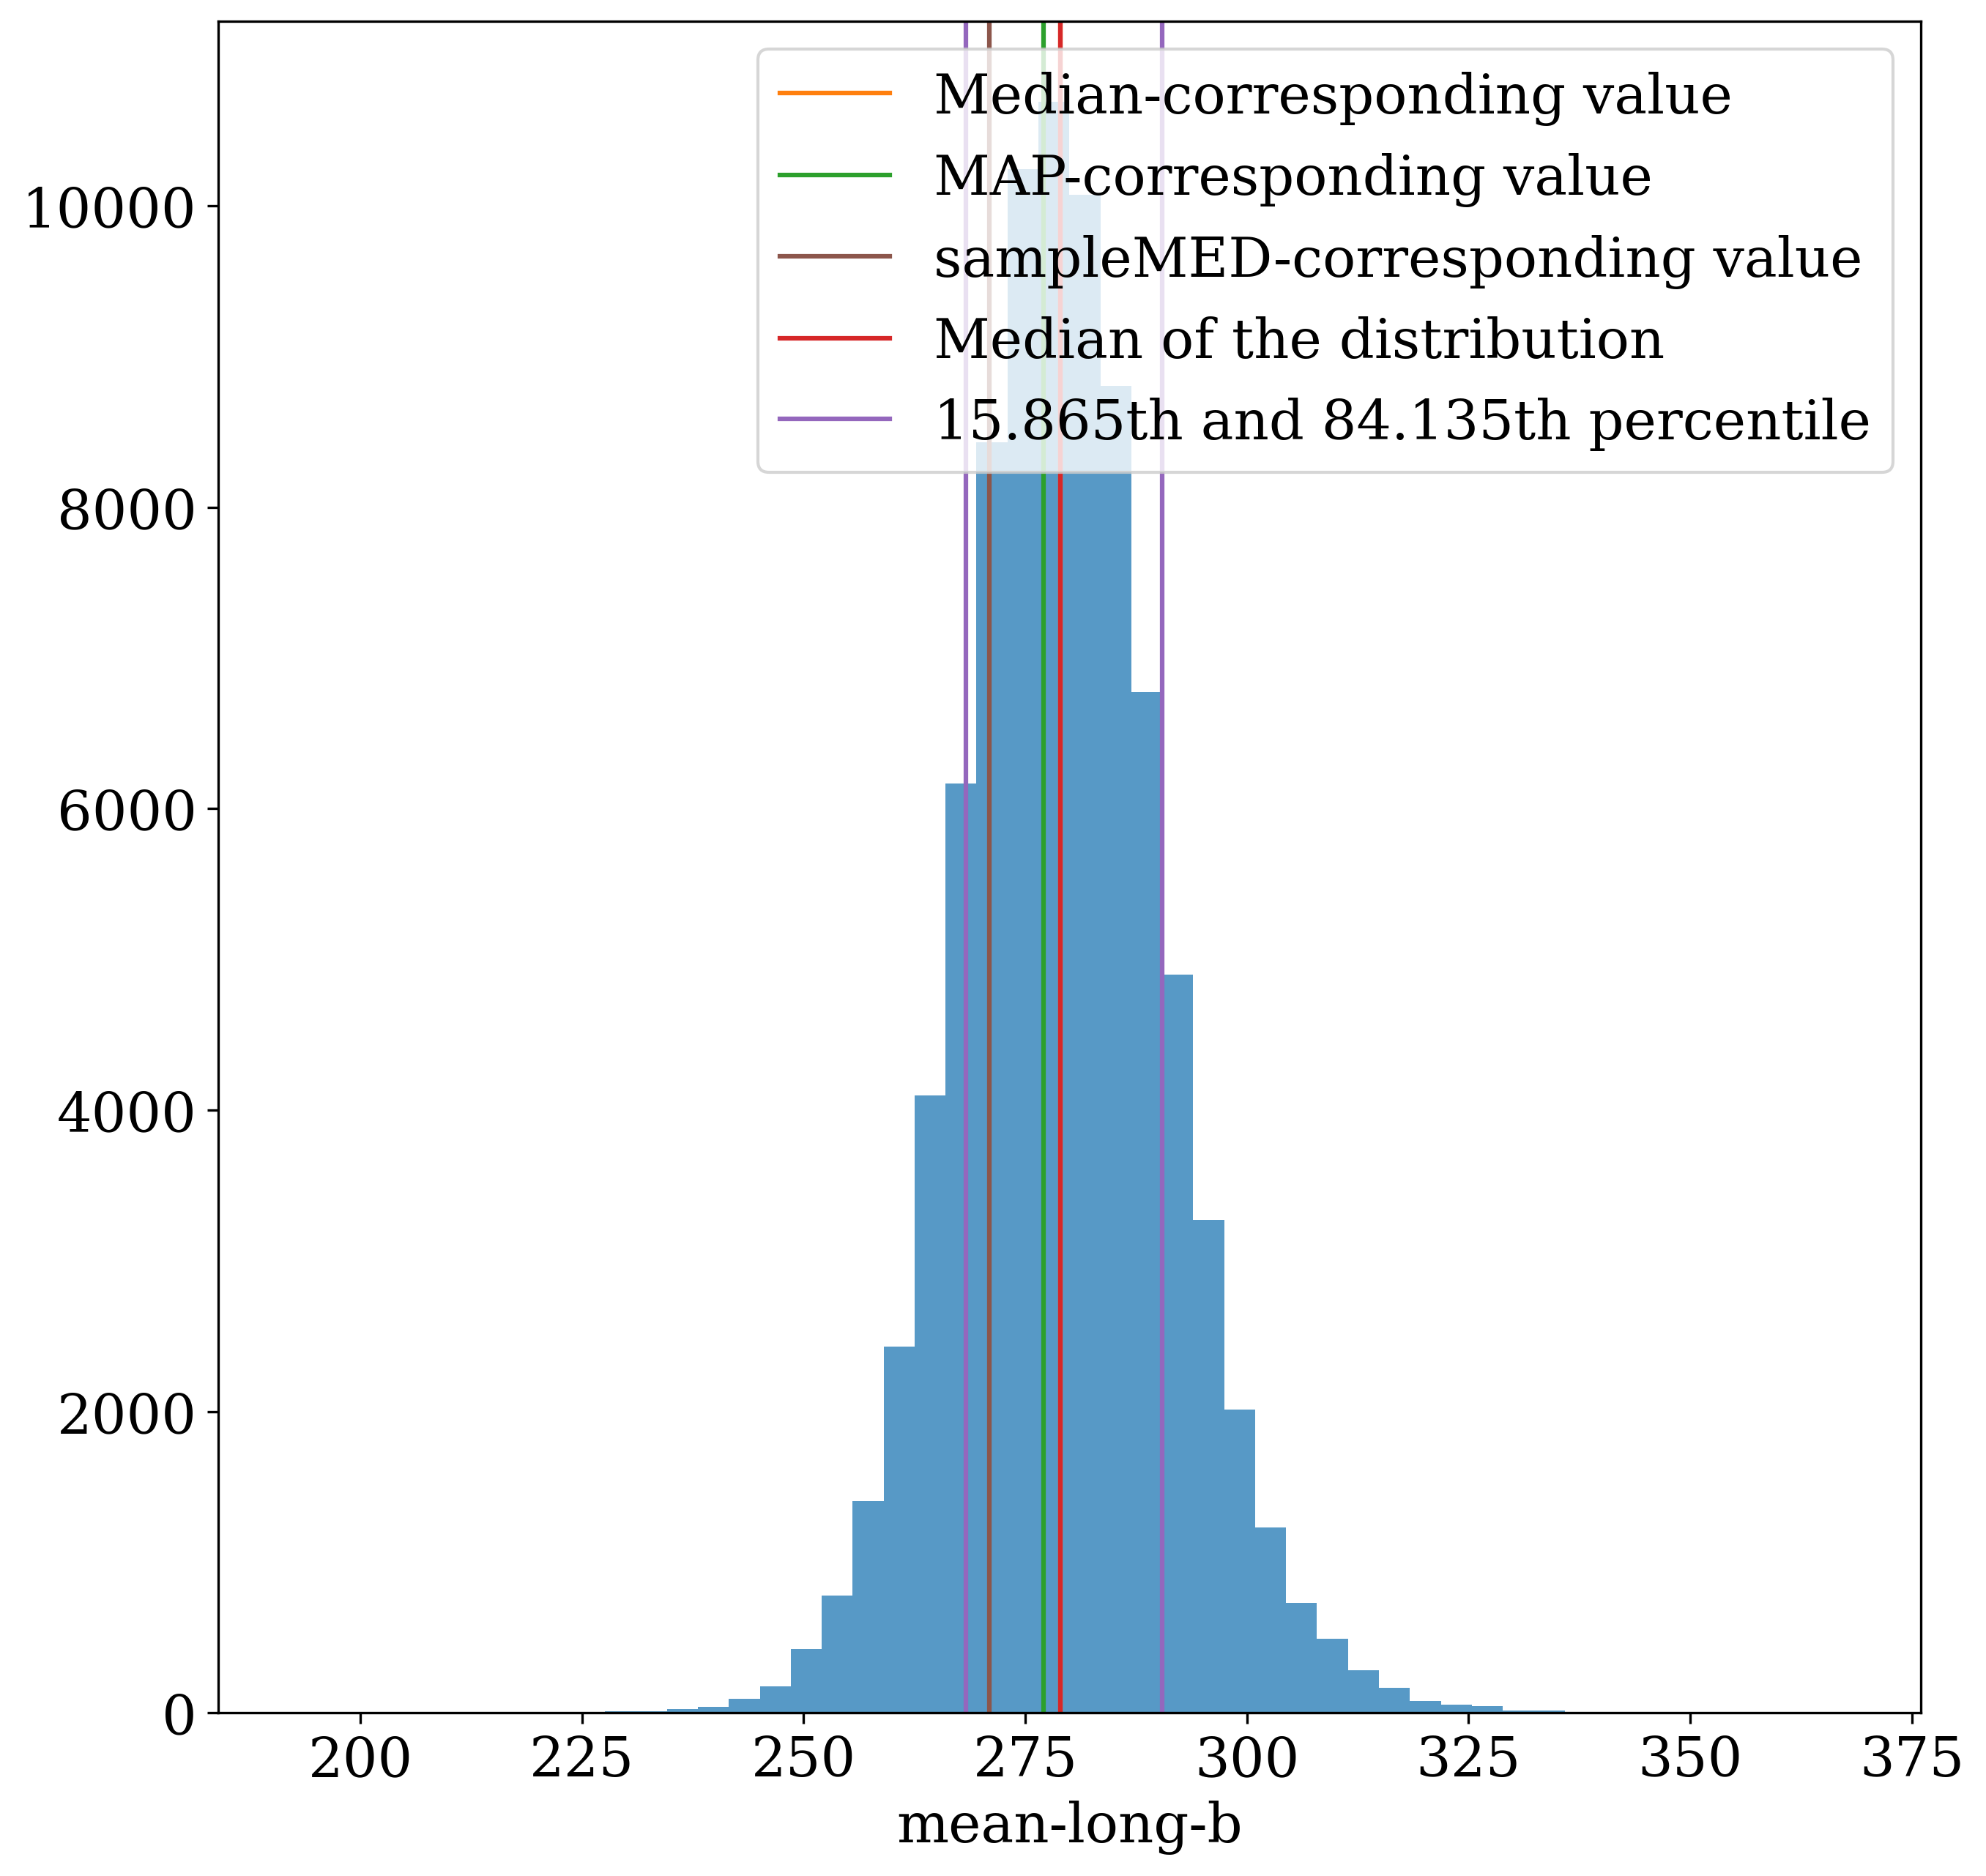 Median-corresponding value
MAP-corresponding value
sampleMED-corresponding value
Median of the distribution
15.865th and 84.135th percentile
10000
8000
6000
4000
2000
0
200 225 250 275 300 325 350 375
mean-long-b